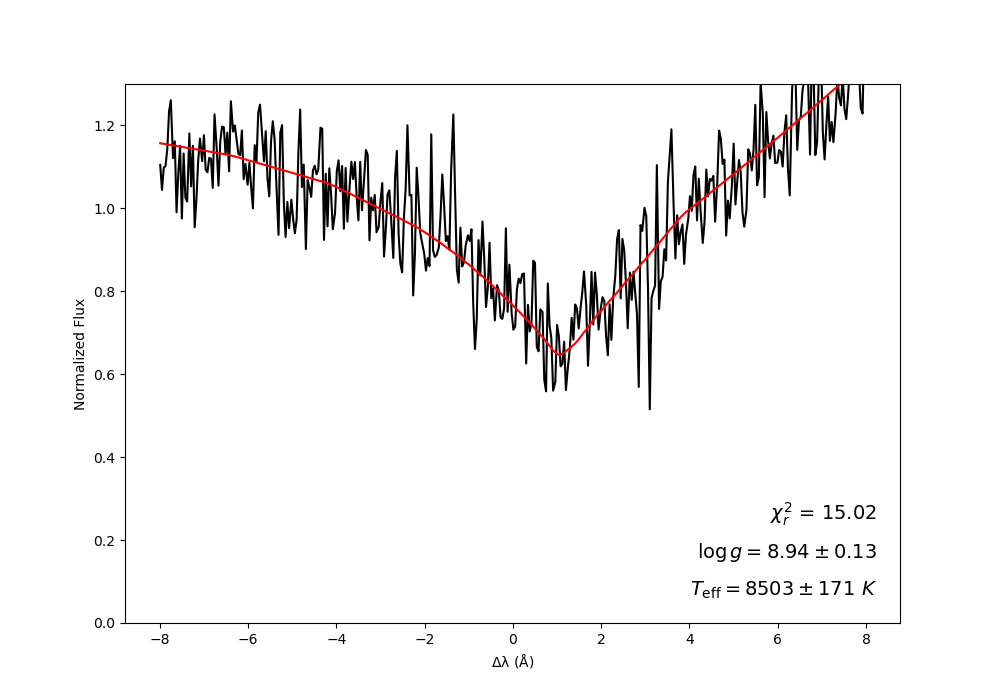 Normalized Flux
1.2
1.0
0.8
0.6
0.4
0.2
0.0
χ²ᵣ = 15.02
log g = 8.94 ± 0.13
T_eff = 8503 ± 171 K
−8 −6 −4 −2 0 2 4 6 8
Δλ (Å)